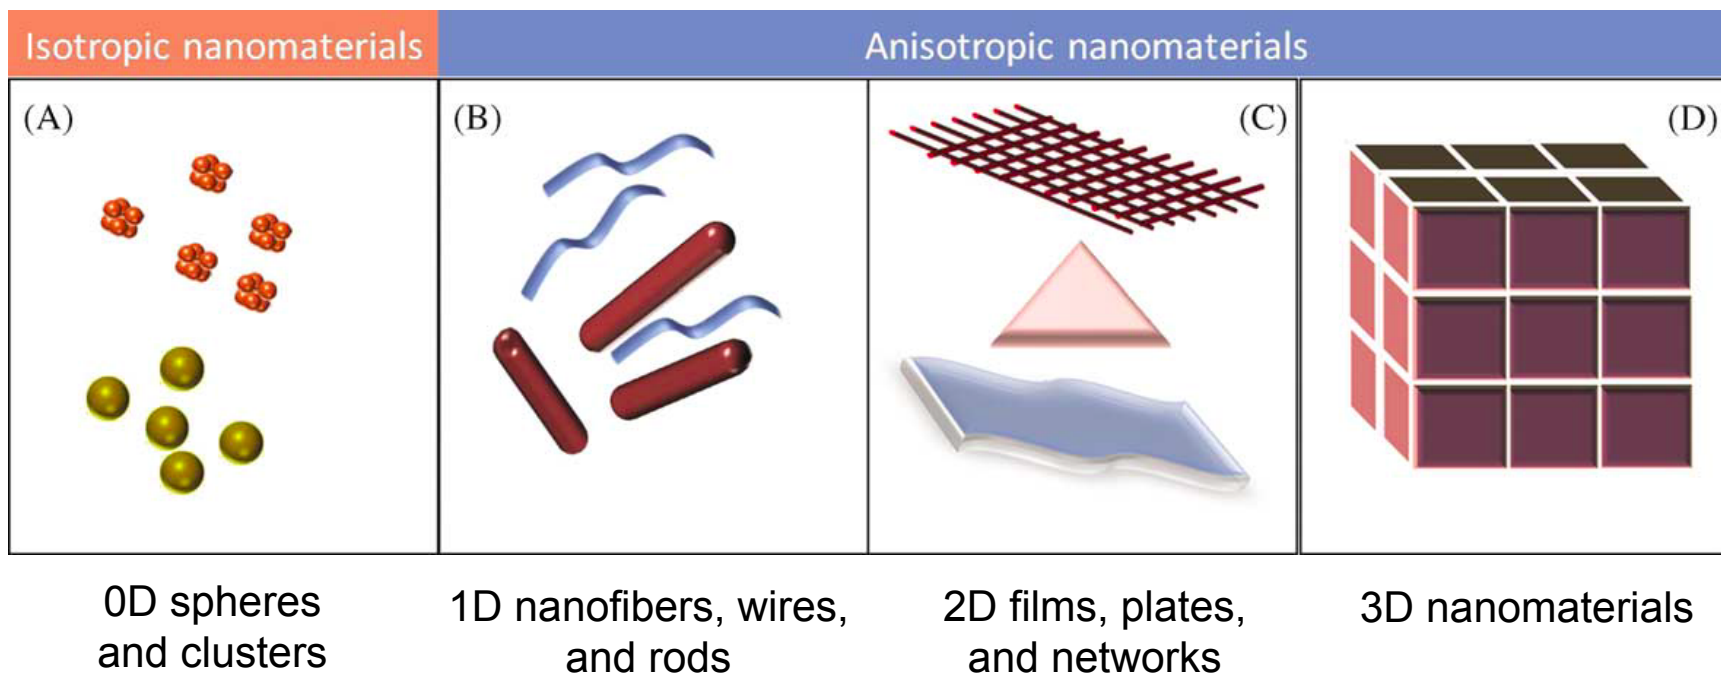 Isotropic nanomaterials
Anisotropic nanomaterials
(A)
(B)
(C)
(D)
0D spheres
and clusters
1D nanofibers, wires,
and rods
2D films, plates,
and networks
3D nanomaterials